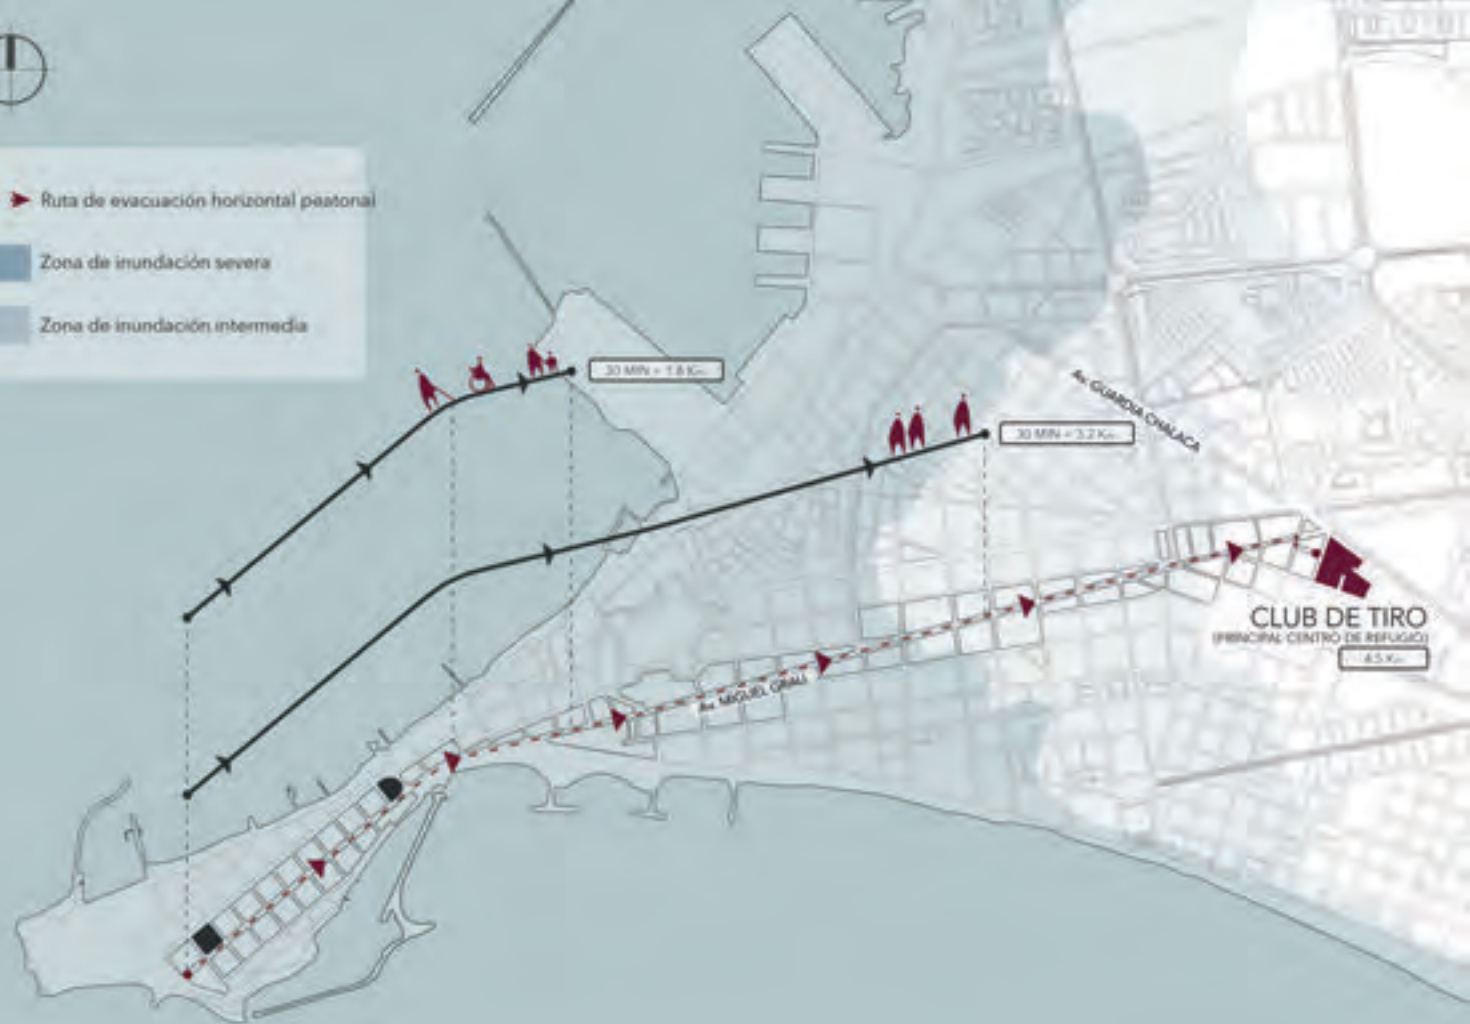 Ruta de evacuación horizontal peatonal
Zona de inundación severa
Zona de inundación intermedia
30 MIN = 1.8 Km.
30 MIN = 3.2 Km.
Av. GUARDIA CHALACA
CLUB DE TIRO
(PRINCIPAL CENTRO DE REFUGIO)
4.5 Km.
Av. MIGUEL GRAU